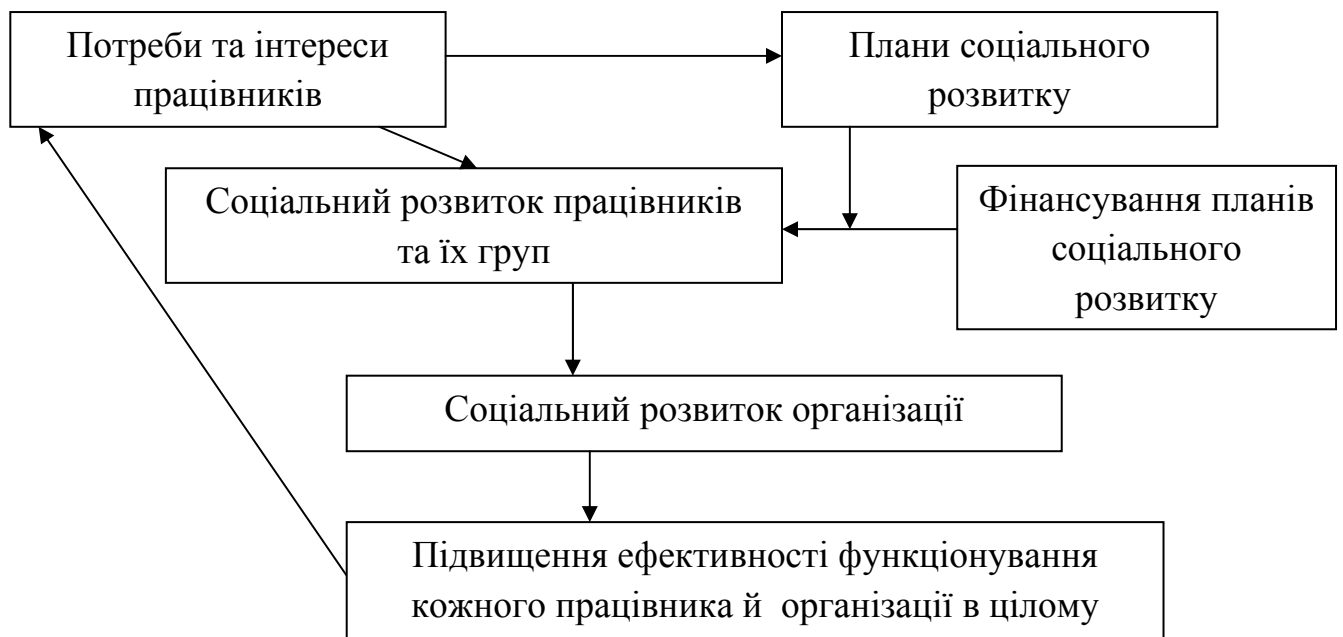 Потреби та інтереси
працівників
Плани соціального
розвитку
Соціальний розвиток працівників
та їх груп
Фінансування планів
соціального
розвитку
Соціальний розвиток організації
Підвищення ефективності функціонування
кожного працівника й організації в цілому